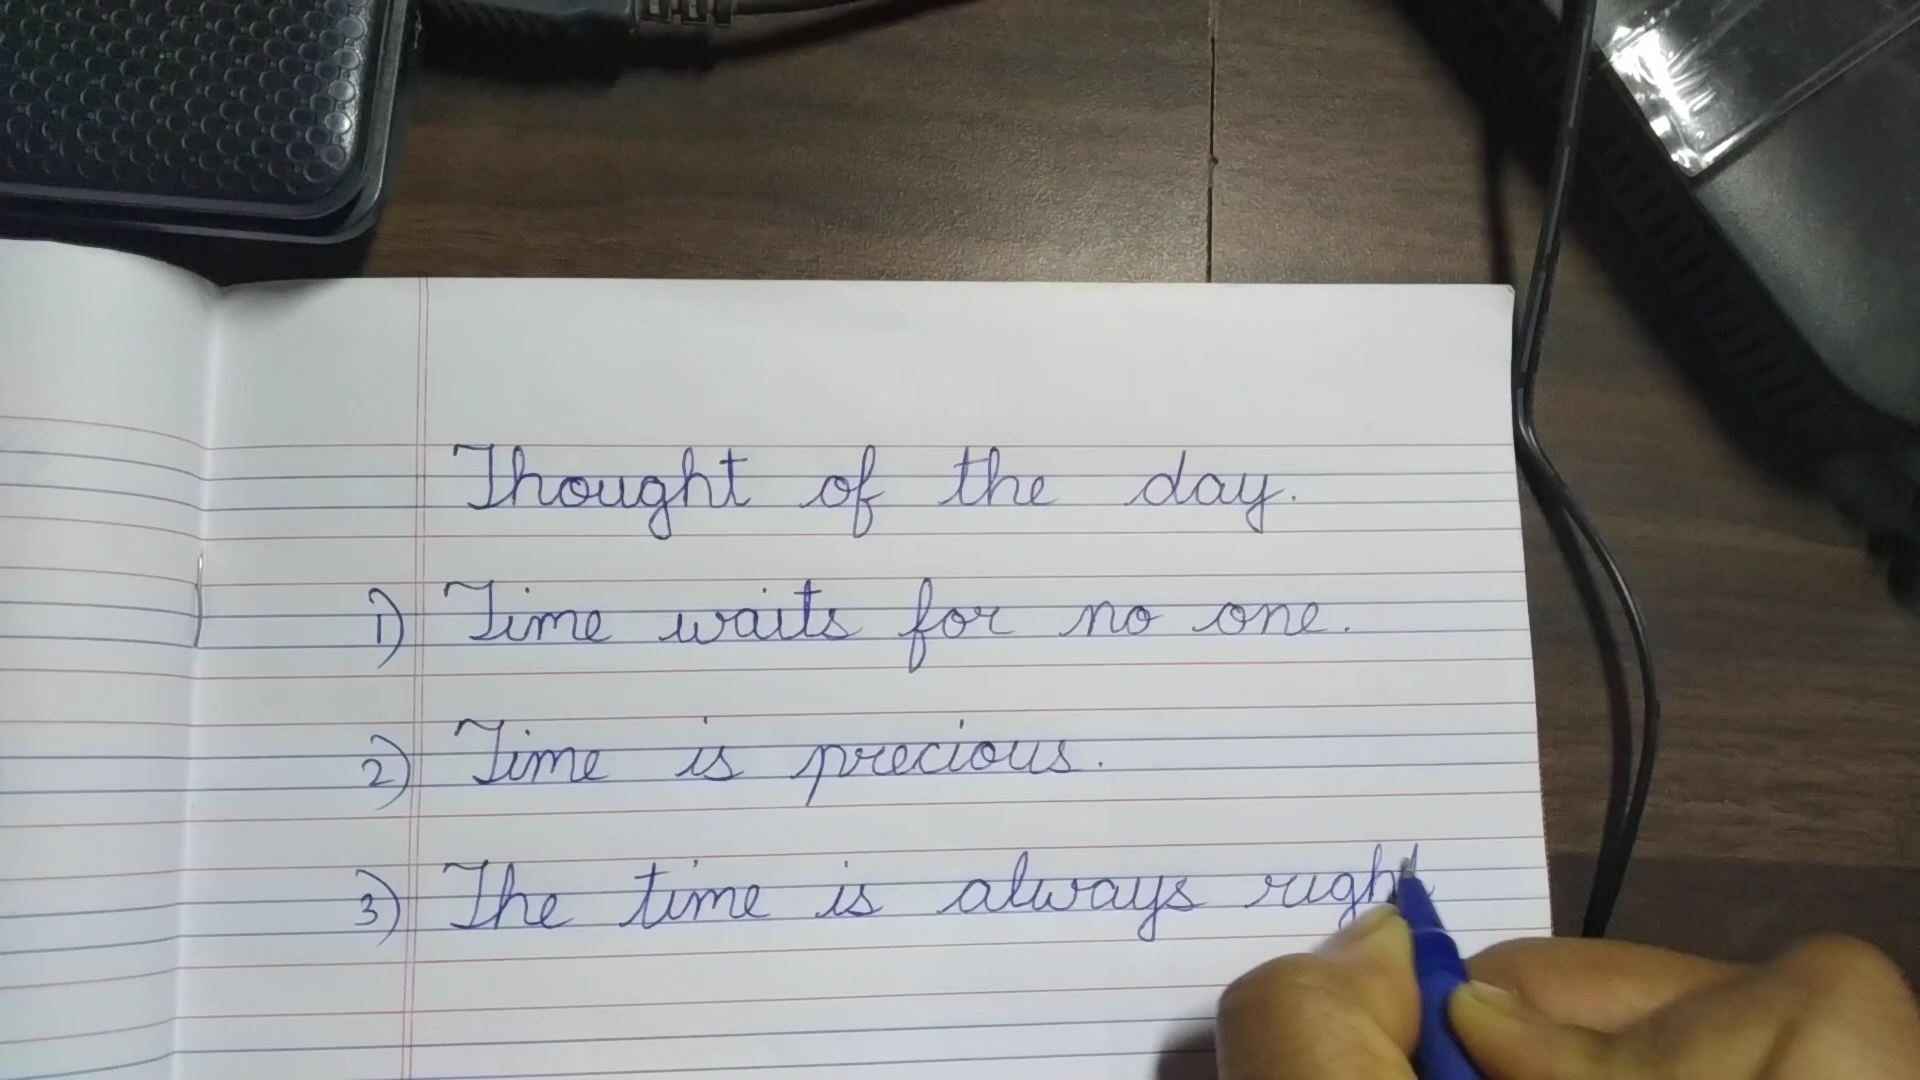 Thought of the day.
1) Time waits for no one.
2) Time is precious.
3) The time is always right